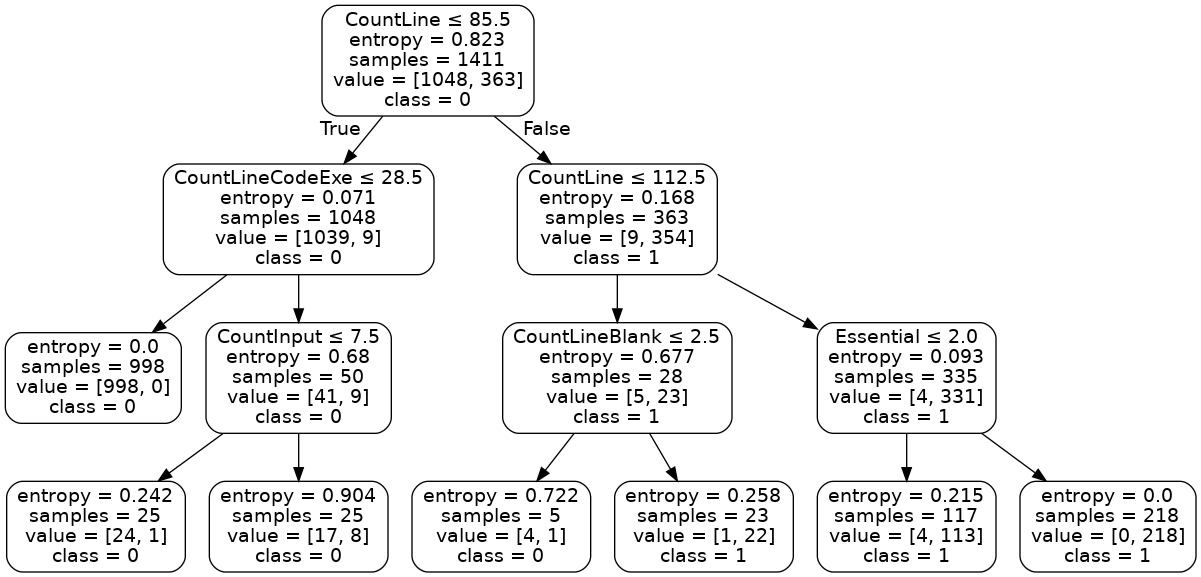 CountLine ≤ 85.5
entropy = 0.823
samples = 1411
value = [1048, 363]
class = 0
True
False
CountLineCodeExe ≤ 28.5
entropy = 0.071
samples = 1048
value = [1039, 9]
class = 0
CountLine ≤ 112.5
entropy = 0.168
samples = 363
value = [9, 354]
class = 1
entropy = 0.0
samples = 998
value = [998, 0]
class = 0
CountInput ≤ 7.5
entropy = 0.68
samples = 50
value = [41, 9]
class = 0
CountLineBlank ≤ 2.5
entropy = 0.677
samples = 28
value = [5, 23]
class = 1
Essential ≤ 2.0
entropy = 0.093
samples = 335
value = [4, 331]
class = 1
entropy = 0.242
samples = 25
value = [24, 1]
class = 0
entropy = 0.904
samples = 25
value = [17, 8]
class = 0
entropy = 0.722
samples = 5
value = [4, 1]
class = 0
entropy = 0.258
samples = 23
value = [1, 22]
class = 1
entropy = 0.215
samples = 117
value = [4, 113]
class = 1
entropy = 0.0
samples = 218
value = [0, 218]
class = 1